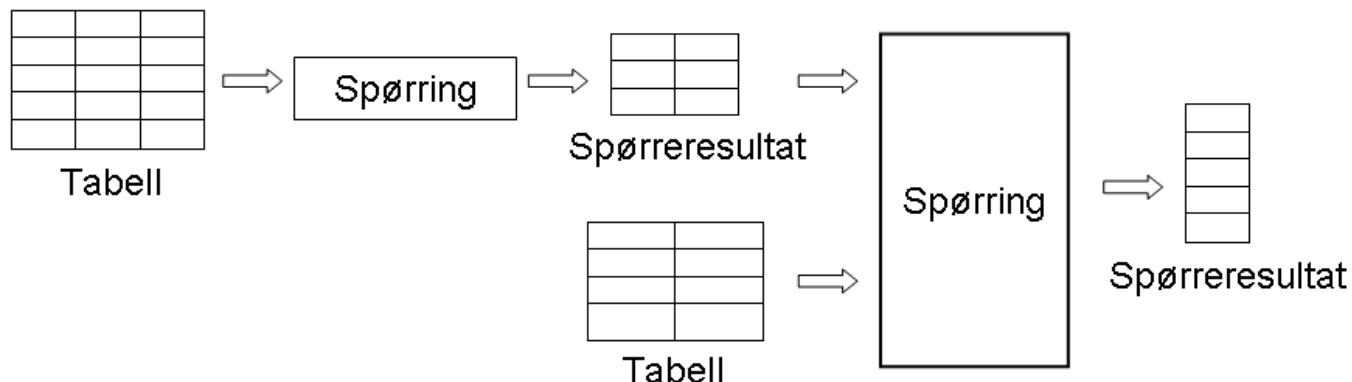 Tabell
Spørring
Spørreresultat
Tabell
Spørring
Spørreresultat